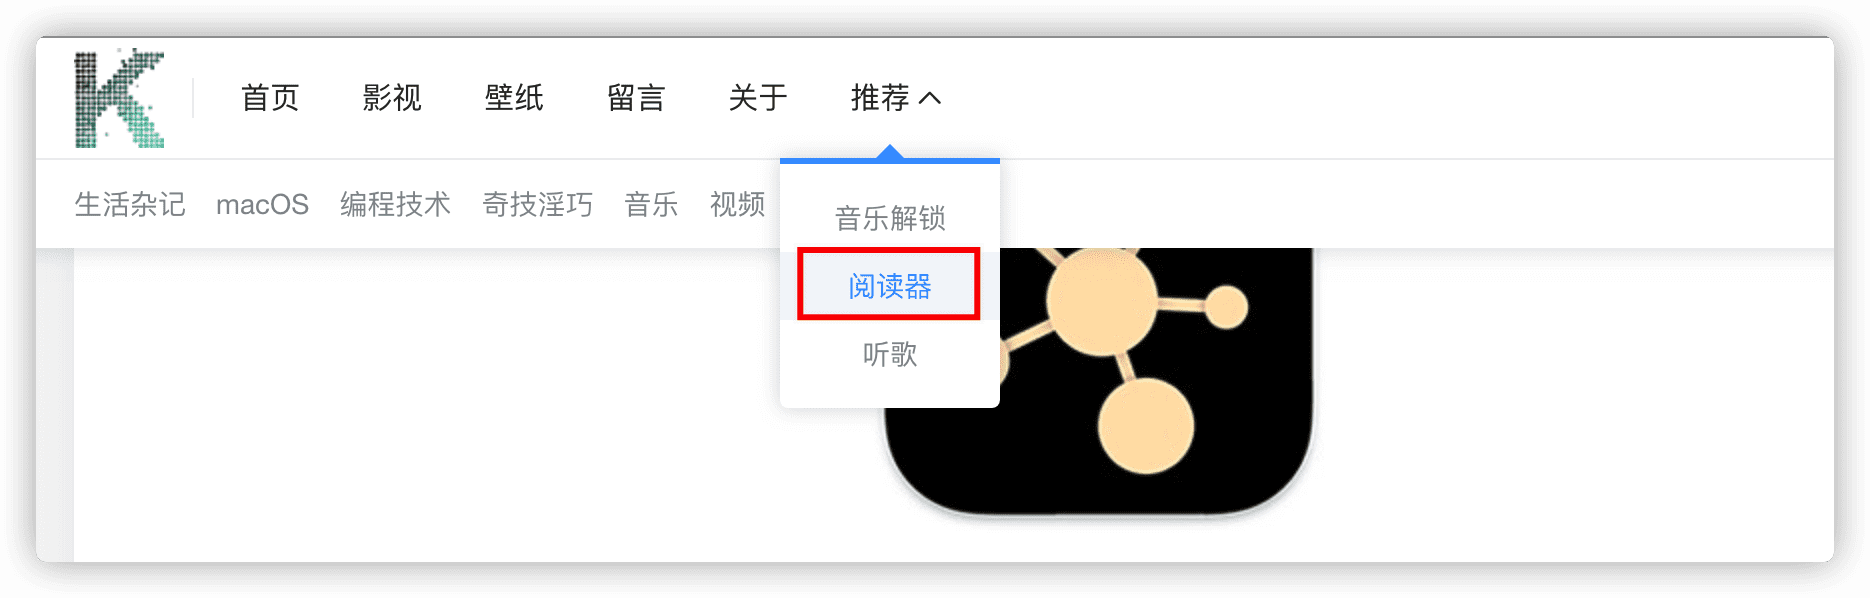 K
首页 影视 壁纸 留言 关于 推荐
生活杂记 macOS 编程技术 奇技淫巧 音乐 视频
音乐解锁
阅读器
听歌